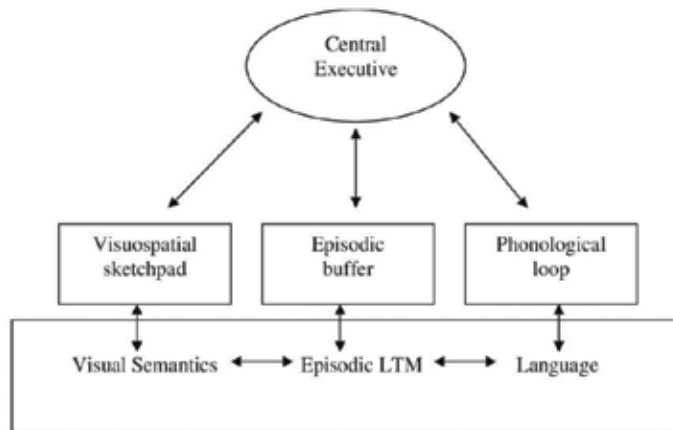 Central
Executive
Visuospatial
sketchpad
Episodic
buffer
Phonological
loop
Visual Semantics
Episodic LTM
Language